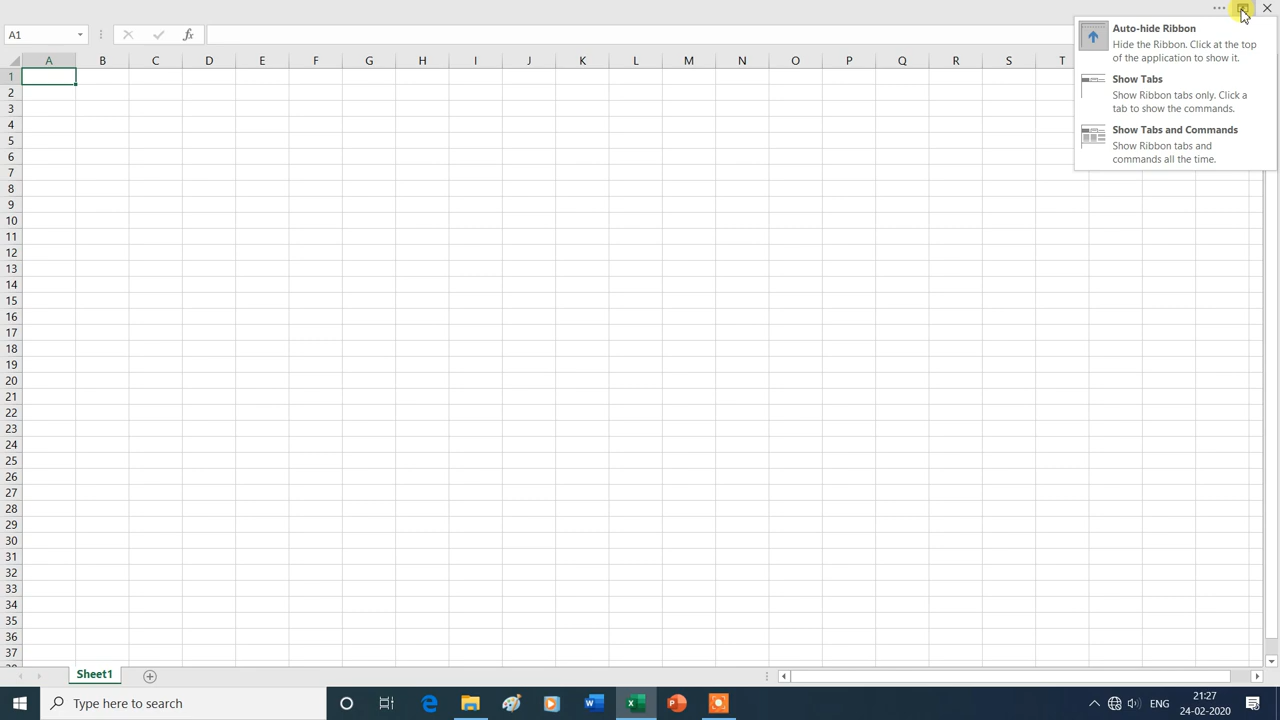 A1
fx
Auto-hide Ribbon
Hide the Ribbon. Click at the top
of the application to show it.
Show Tabs
Show Ribbon tabs only. Click a
tab to show the commands.
Show Tabs and Commands
Show Ribbon tabs and
commands all the time.
A B C D E F G H I J K L M N O P Q R S T
1
2
3
4
5
6
7
8
9
10
11
12
13
14
15
16
17
18
19
20
21
22
23
24
25
26
27
28
29
30
31
32
33
34
35
36
37
Sheet1
Type here to search
ENG
21:27
24-02-2020